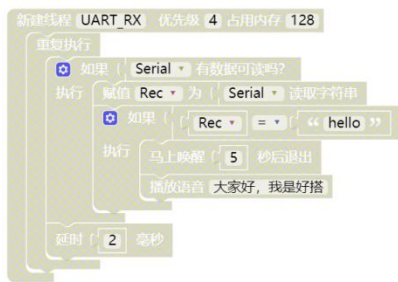 新建线程 UART_RX 优先级 4 占用内存 128
重复执行
如果 Serial 有数据可读吗?
执行 赋值 Rec 为 Serial 读取字符串
如果 Rec = “ hello ”
执行 马上唤醒 5 秒后退出
播放语音 大家好，我是好搭
延时 2 毫秒